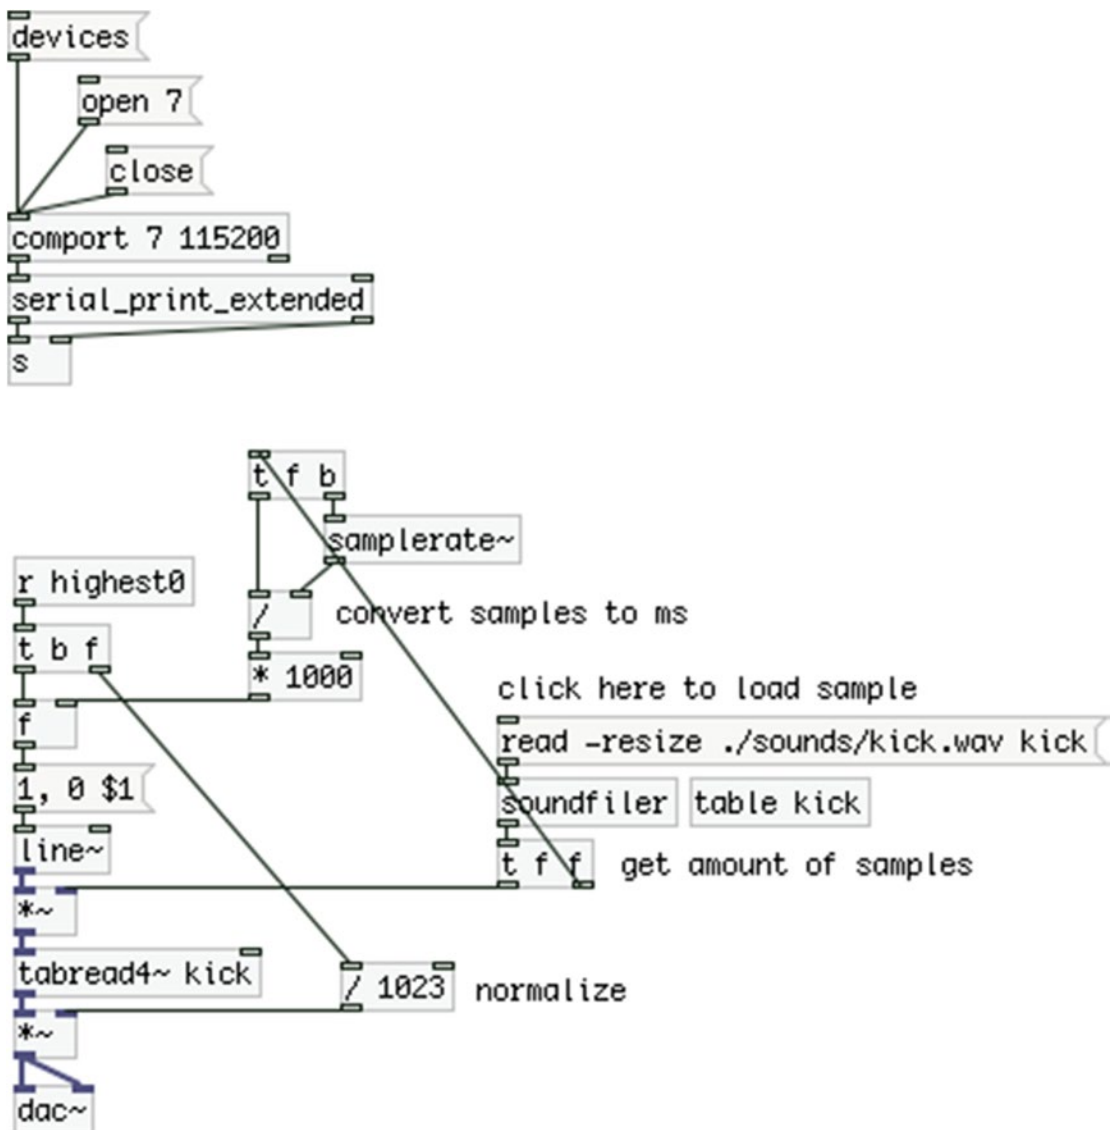 devices
open 7
close
comport 7 115200
serial_print_extended
s
t f b
samplerate~
r highest0
/
convert samples to ms
t b f
* 1000
click here to load sample
f
read -resize ./sounds/kick.wav kick
1, 0 $1
soundfiler
table kick
line~
t f f
get amount of samples
*~
tabread4~ kick
/ 1023
normalize
*~
dac~